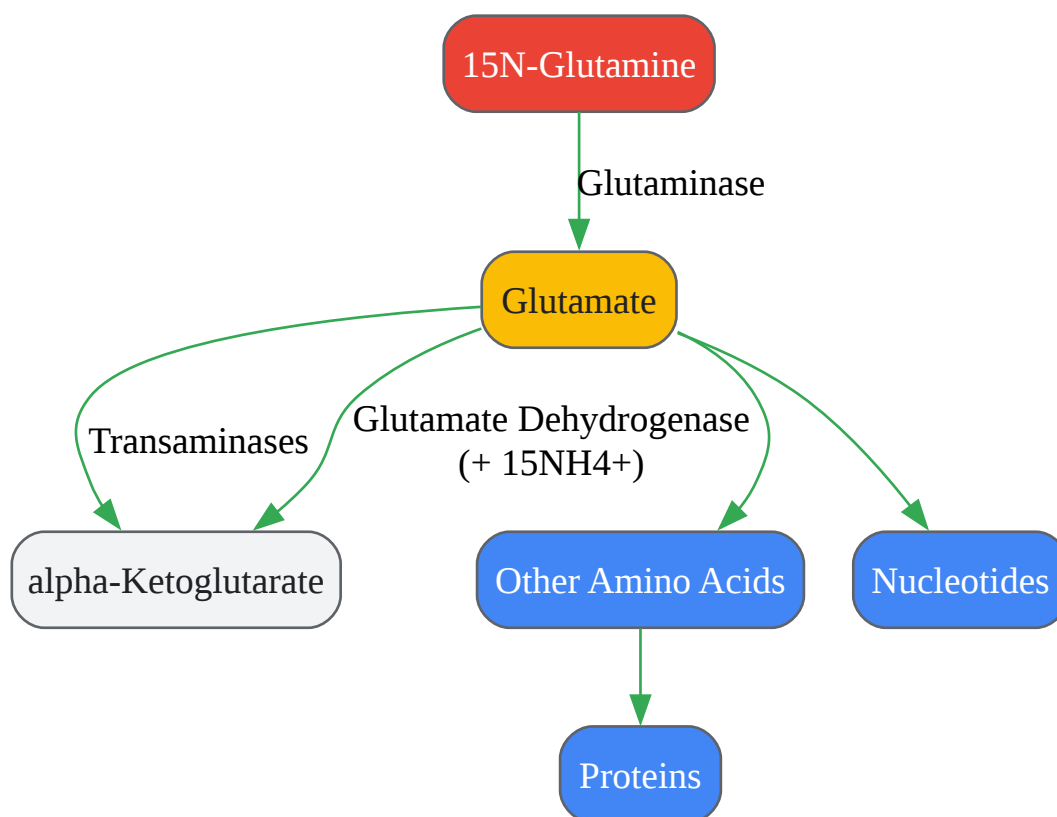 15N-Glutamine
Glutaminase
Glutamate
Transaminases
Glutamate Dehydrogenase
(+ 15NH4+)
alpha-Ketoglutarate
Other Amino Acids
Nucleotides
Proteins